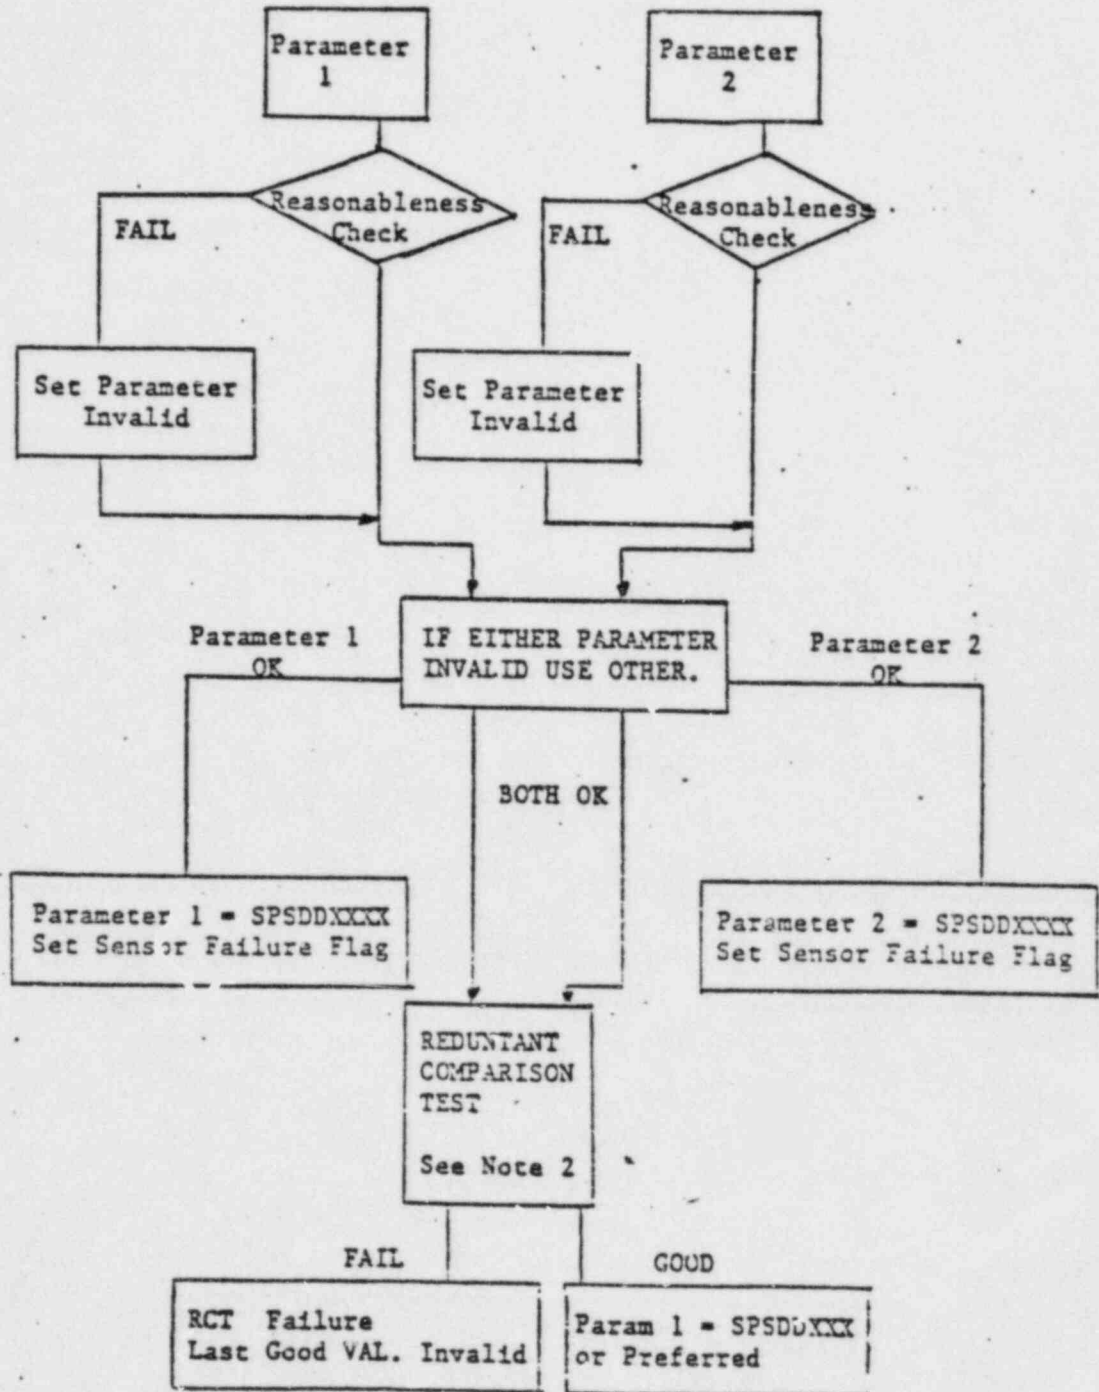 Parameter
1
Parameter
2
Reasonableness
Check
Reasonableness
Check
FAIL
FAIL
Set Parameter
Invalid
Set Parameter
Invalid
IF EITHER PARAMETER
INVALID USE OTHER.
Parameter 1
OK
Parameter 2
OK
BOTH OK
Parameter 1 = SPSDDXXXX
Set Sensor Failure Flag
Parameter 2 = SPSDDXXXX
Set Sensor Failure Flag
REDUNTANT
COMPARISON
TEST
See Note 2
FAIL
GOOD
RCT Failure
Last Good VAL. Invalid
Param 1 = SPSDDXXX
or Preferred